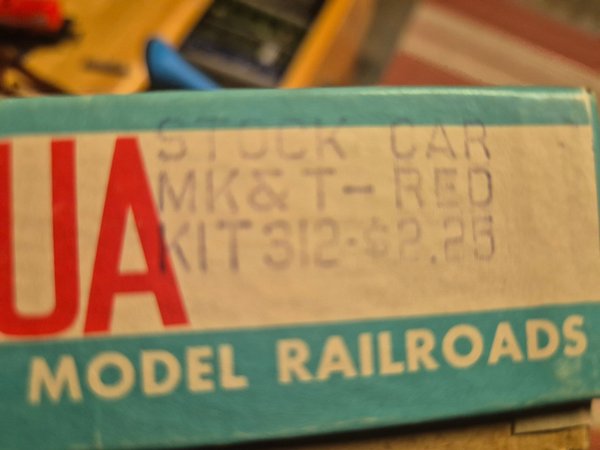 UA
STOCK CAR
MK&T-RED
KIT 312-$2.25
MODEL RAILROADS